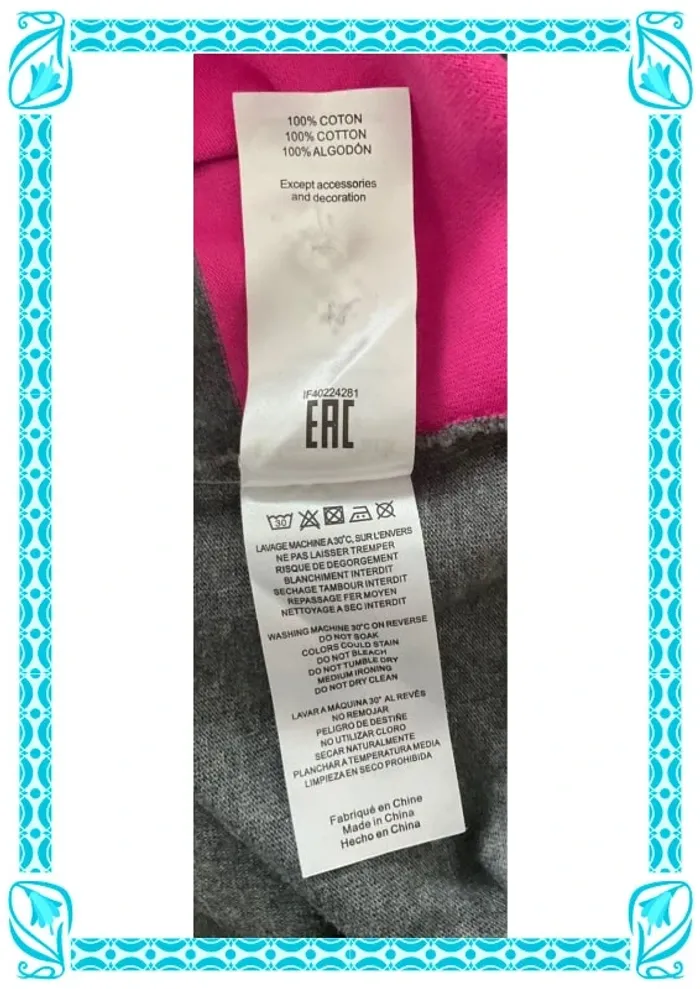 100% COTON
100% COTTON
100% ALGODÓN
Except accessories
and decoration
IF40224281
EAC
30
LAVAGE MACHINE A 30°C, SUR L'ENVERS
NE PAS LAISSER TREMPER
RISQUE DE DEGORGEMENT
BLANCHIMENT INTERDIT
SECHAGE TAMBOUR INTERDIT
REPASSAGE FER MOYEN
NETTOYAGE A SEC INTERDIT
WASHING MACHINE 30°C ON REVERSE
DO NOT SOAK
COLORS COULD STAIN
DO NOT BLEACH
DO NOT TUMBLE DRY
MEDIUM IRONING
DO NOT DRY CLEAN
LAVAR A MÁQUINA 30° AL REVÉS
NO REMOJAR
PELIGRO DE DESTIÑE
NO UTILIZAR CLORO
SECAR NATURALMENTE
PLANCHAR A TEMPERATURA MEDIA
LIMPIEZA EN SECO PROHIBIDA
Fabriqué en Chine
Made in China
Hecho en China